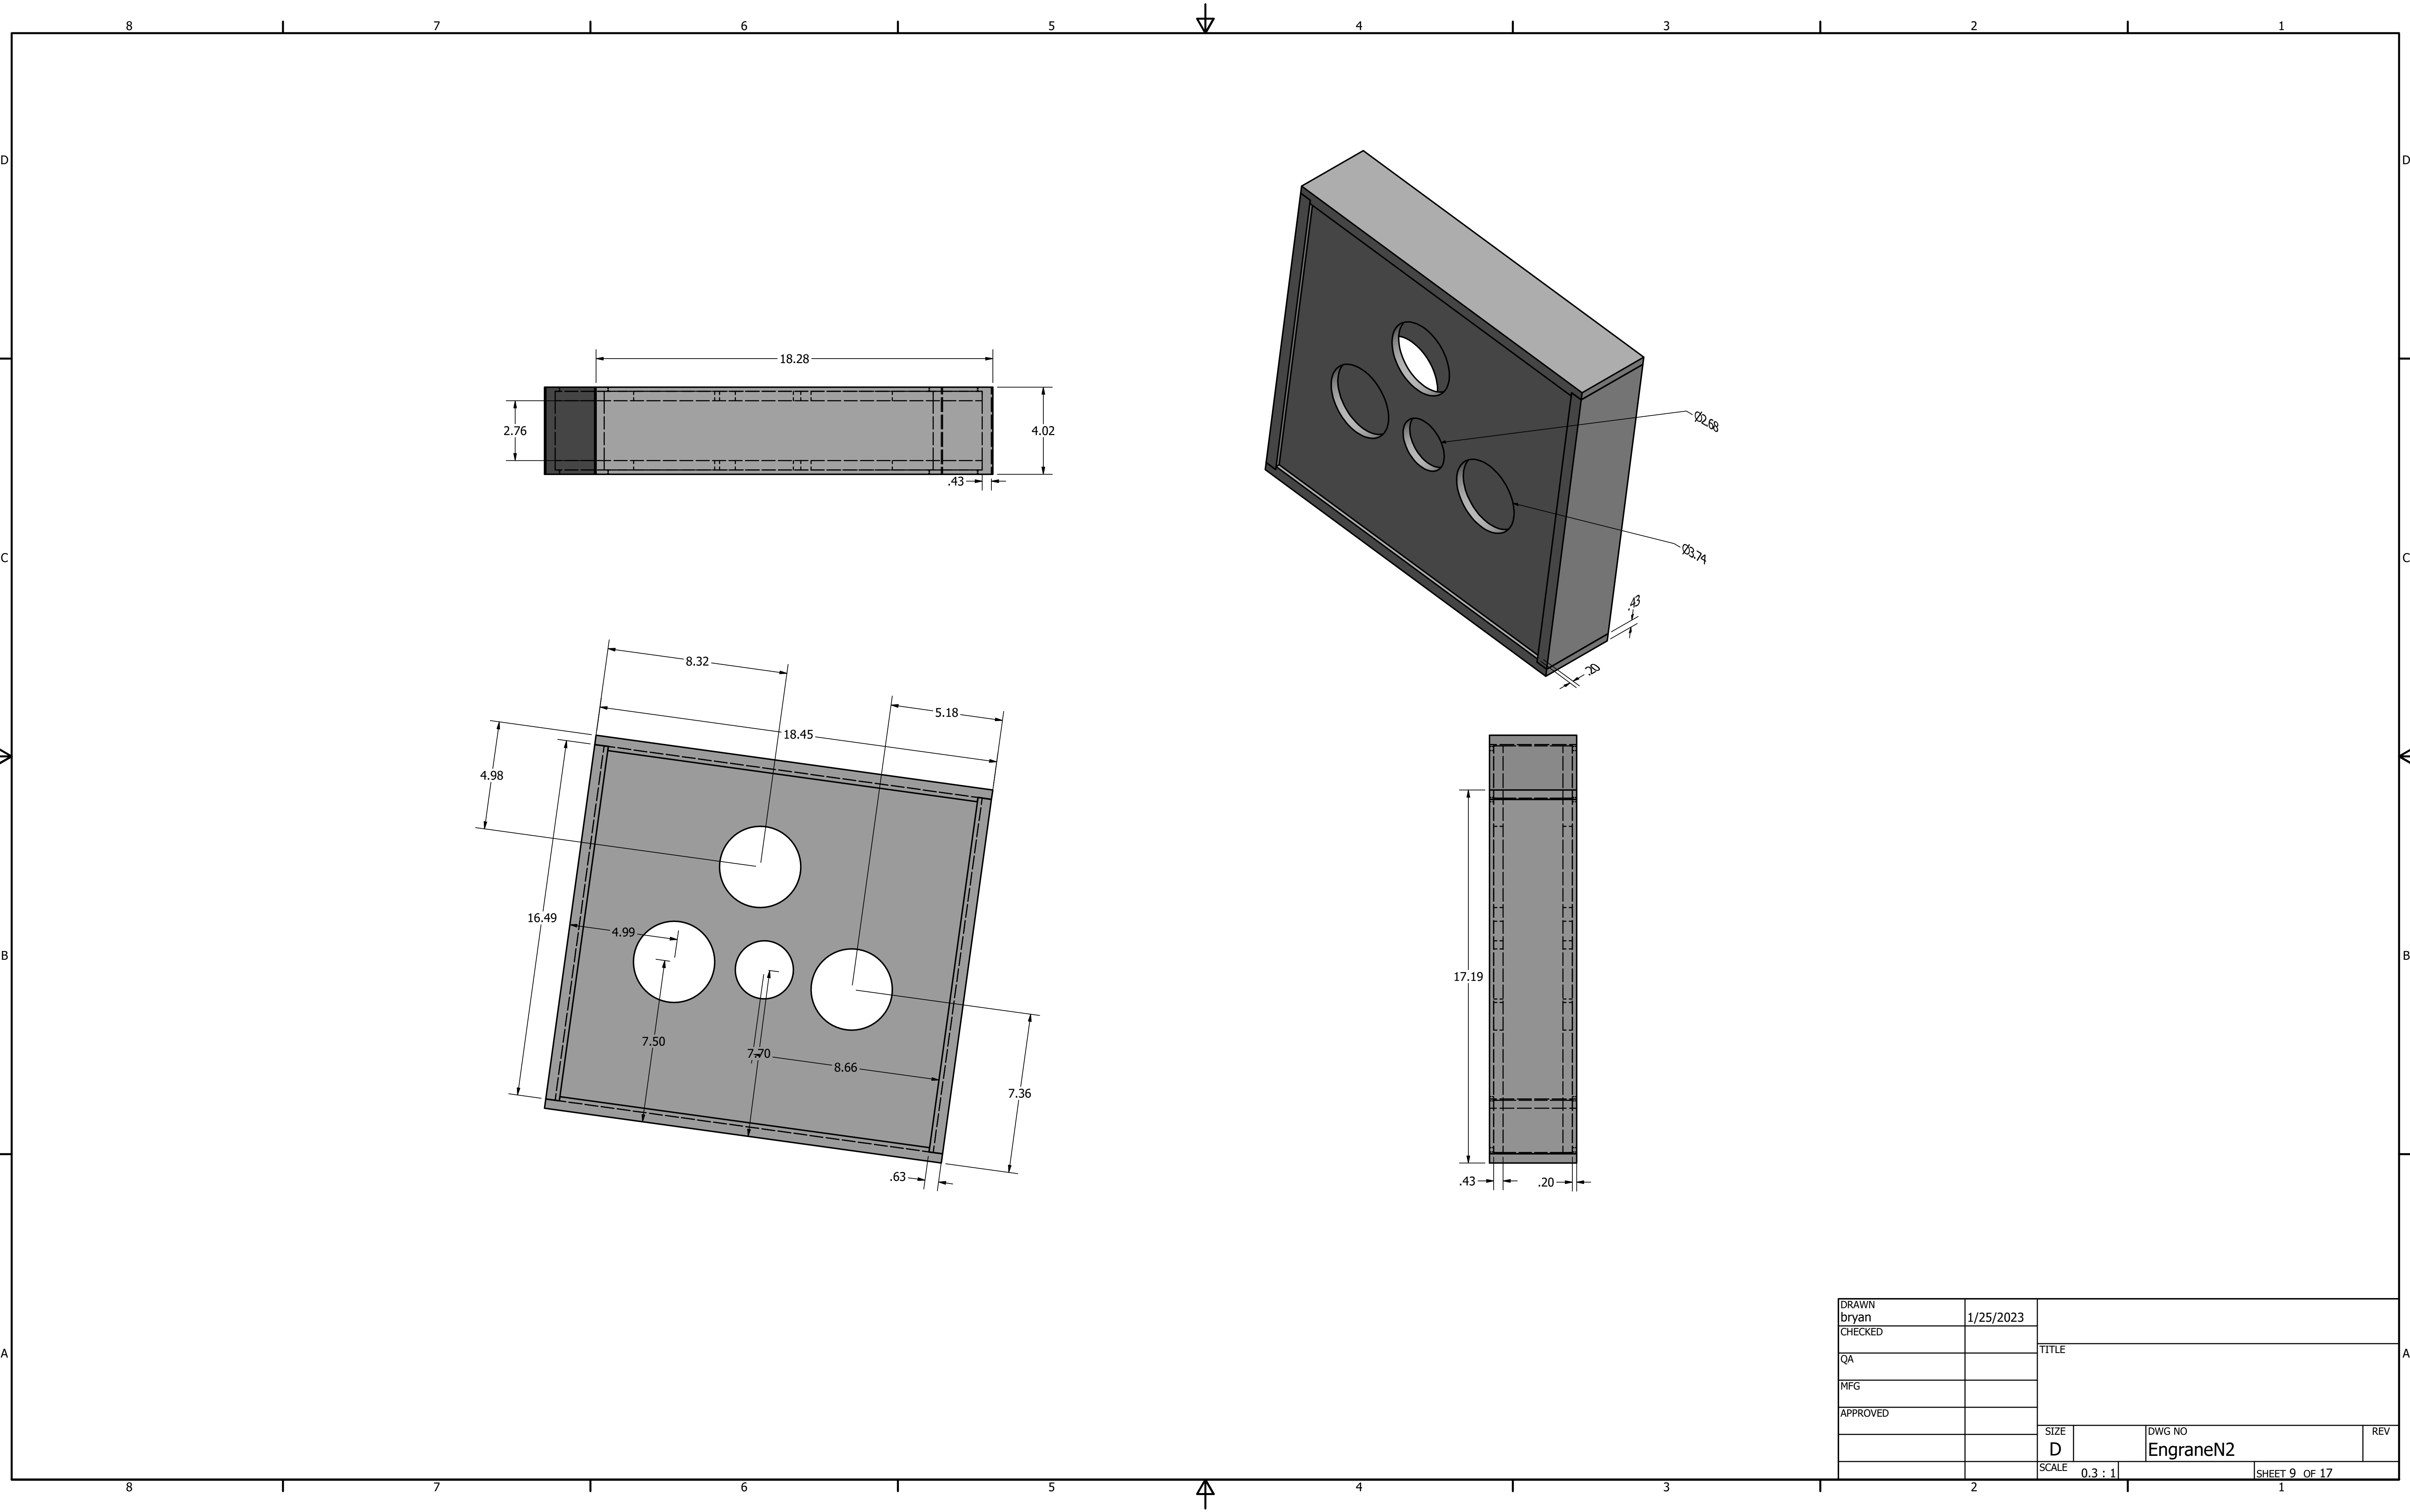 8 7 6 5 4 3 2 1
D D
18.28
2.76
4.02
.43
Ø2.68
Ø3.74
.43
.20
C C
8.32
5.18
18.45
4.98
16.49
4.99
7.50
7.70
8.66
7.36
.63
17.19
.43
.20
B B
A A
DRAWN
bryan 1/25/2023
CHECKED
QA
MFG
APPROVED
TITLE
SIZE
D
DWG NO
EngraneN2
REV
SCALE 0.3 : 1
SHEET 9 OF 17
8 7 6 5 4 3 2 1